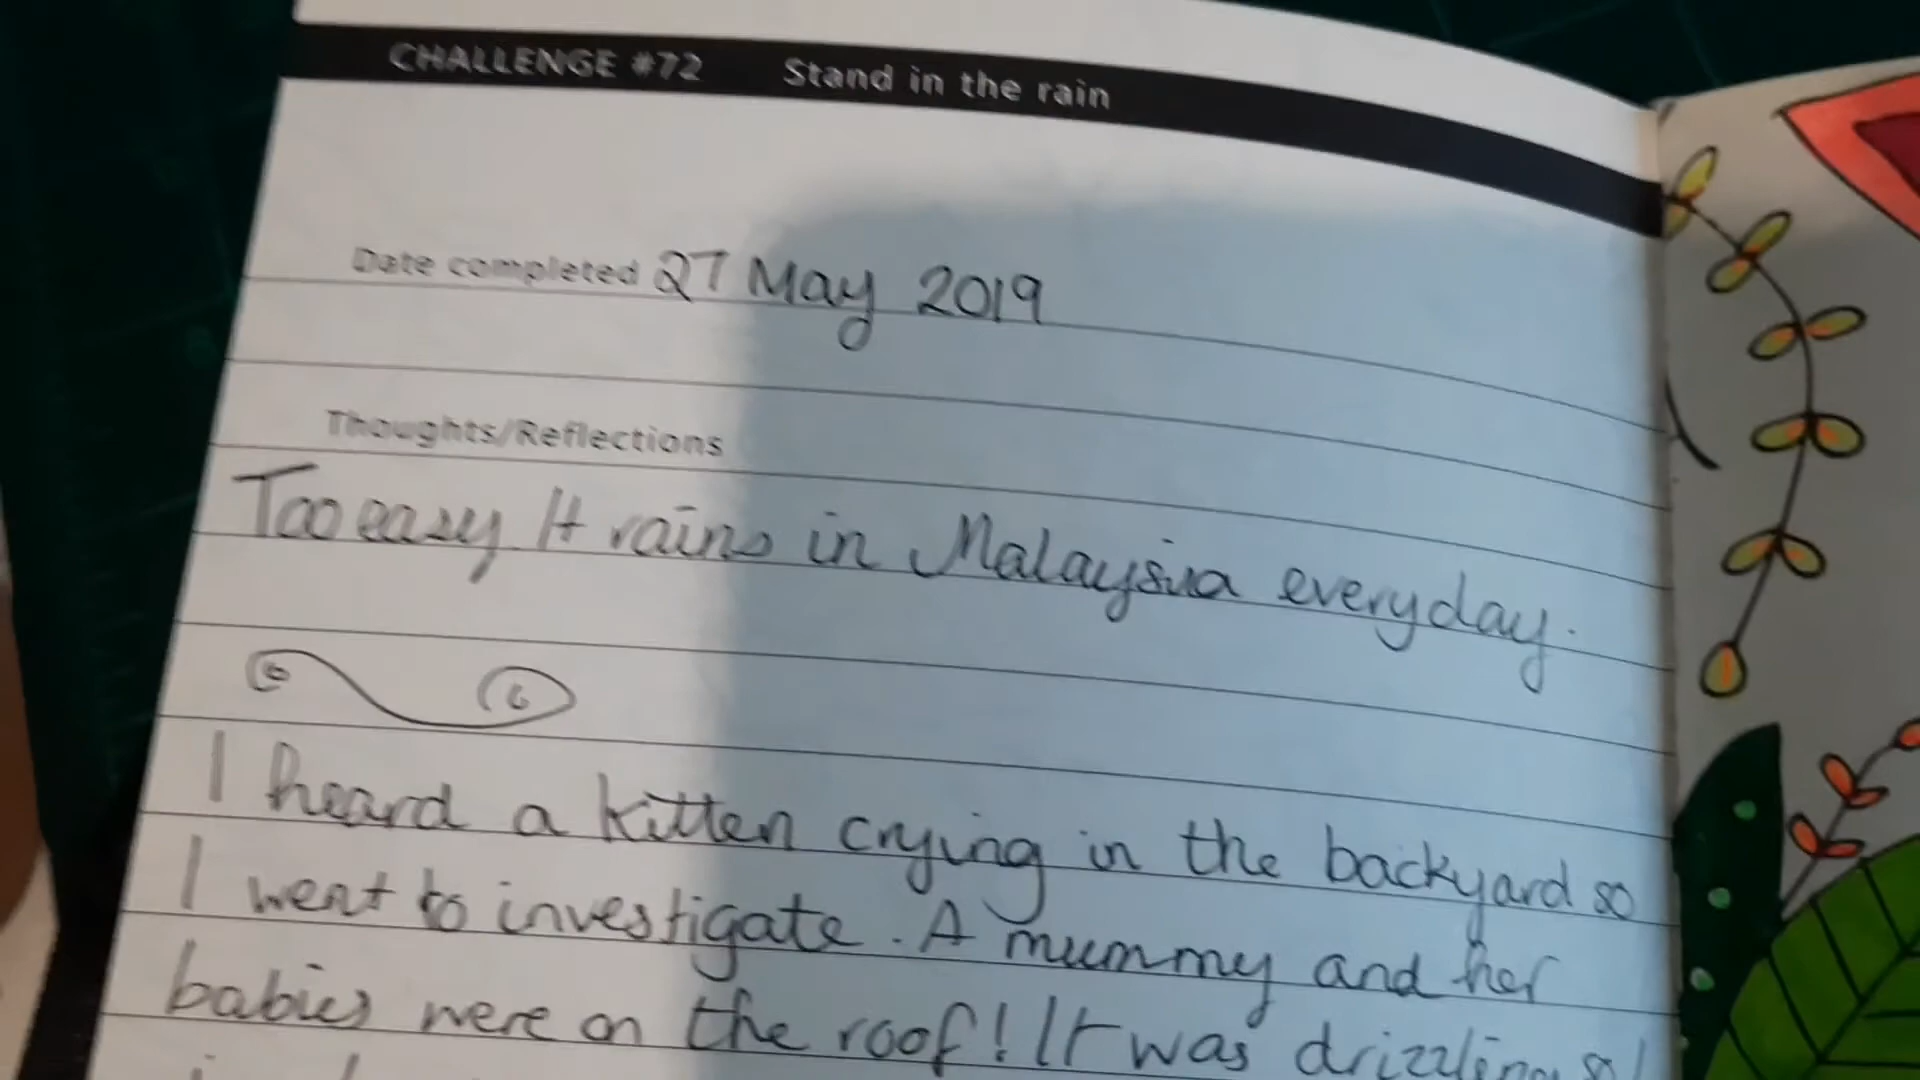 CHALLENGE #72 Stand in the rain
Date completed 27 May 2019
Thoughts/Reflections
Too easy It rains in Malaysia everyday.
I heard a kitten crying in the backyard so
I went to investigate. A mummy and her
babies were on the roof! It was drizzling so I